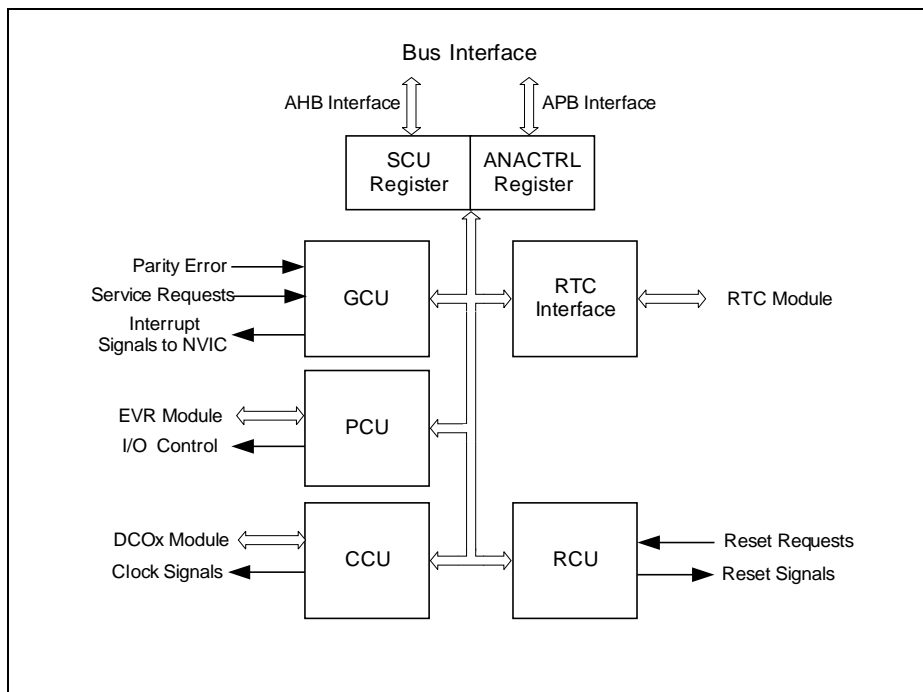 Bus Interface
AHB Interface
APB Interface
SCU
Register
ANACTRL
Register
Parity Error
Service Requests
Interrupt
Signals to NVIC
GCU
RTC
Interface
RTC Module
EVR Module
I/O Control
PCU
DCOx Module
Clock Signals
CCU
RCU
Reset Requests
Reset Signals